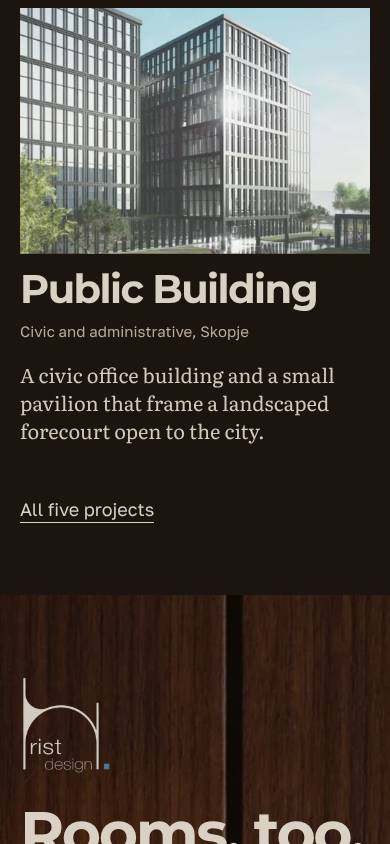 Public Building
Civic and administrative, Skopje
A civic office building and a small
pavilion that frame a landscaped
forecourt open to the city.
All five projects
rist
design
Rooms, too.